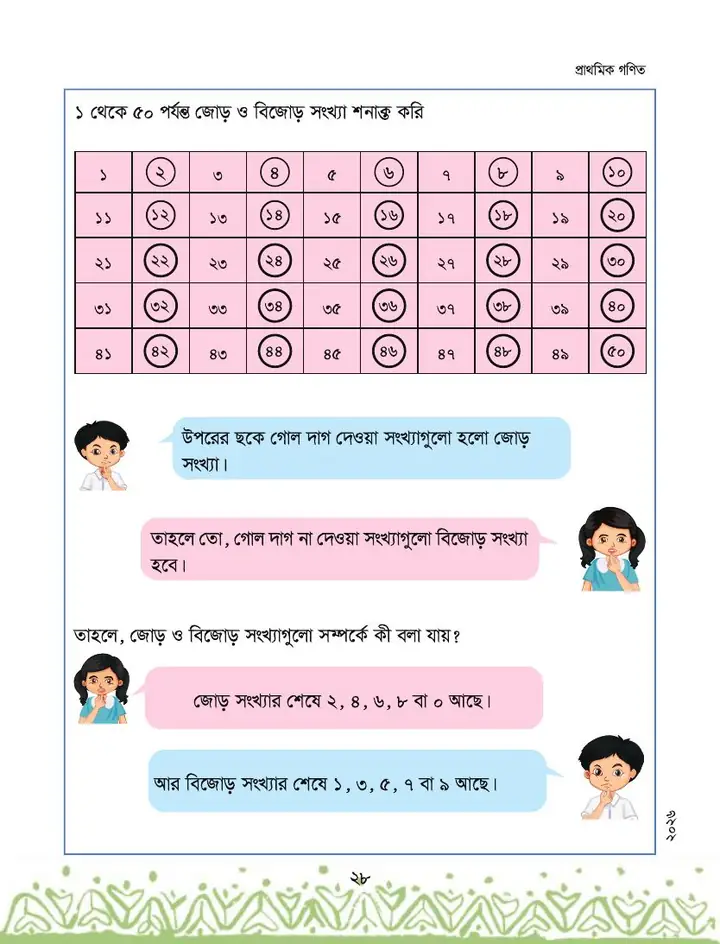 প্রাথমিক গণিত
১ থেকে ৫০ পর্যন্ত জোড় ও বিজোড় সংখ্যা শনাক্ত করি
১ ২ ৩ ৪ ৫ ৬ ৭ ৮ ৯ ১০
১১ ১২ ১৩ ১৪ ১৫ ১৬ ১৭ ১৮ ১৯ ২০
২১ ২২ ২৩ ২৪ ২৫ ২৬ ২৭ ২৮ ২৯ ৩০
৩১ ৩২ ৩৩ ৩৪ ৩৫ ৩৬ ৩৭ ৩৮ ৩৯ ৪০
৪১ ৪২ ৪৩ ৪৪ ৪৫ ৪৬ ৪৭ ৪৮ ৪৯ ৫০
উপরের ছকে গোল দাগ দেওয়া সংখ্যাগুলো হলো জোড়
সংখ্যা।
তাহলে তো, গোল দাগ না দেওয়া সংখ্যাগুলো বিজোড় সংখ্যা
হবে।
তাহলে, জোড় ও বিজোড় সংখ্যাগুলো সম্পর্কে কী বলা যায়?
জোড় সংখ্যার শেষে ২, ৪, ৬, ৮ বা ০ আছে।
আর বিজোড় সংখ্যার শেষে ১, ৩, ৫, ৭ বা ৯ আছে।
২০২৬
২৮